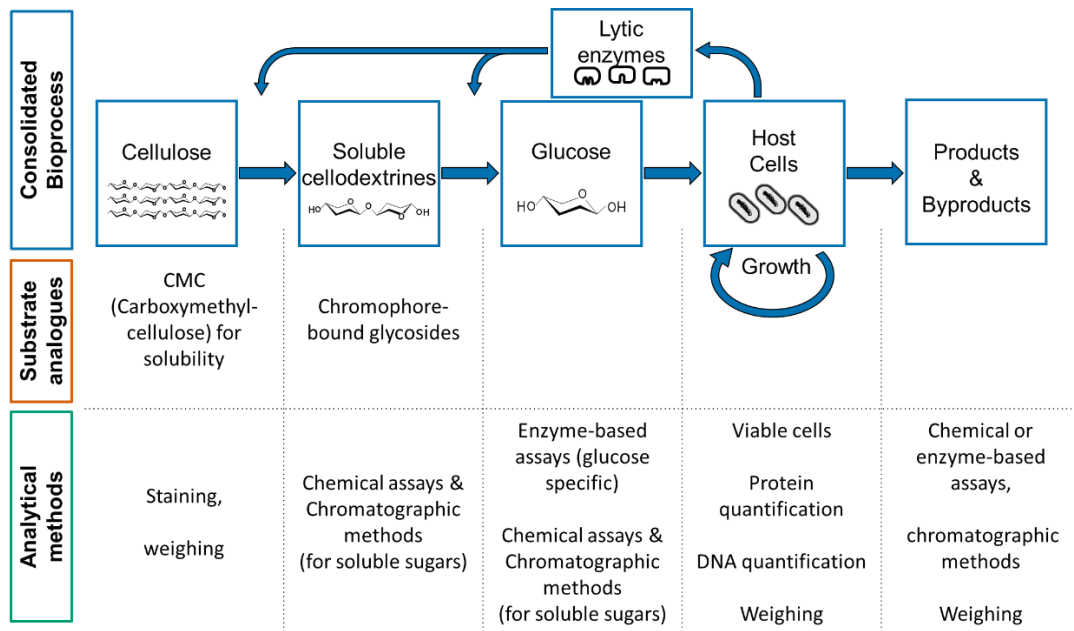 Consolidated
Bioprocess
Lytic
enzymes
Cellulose
Soluble
cellodextrines
HO
O
O
O
OH
Glucose
HO
O
OH
Host
Cells
Growth
Products
&
Byproducts
Substrate
analogues
CMC
(Carboxymethyl-
cellulose) for
solubility
Chromophore-
bound glycosides
Analytical
methods
Staining,
weighing
Chemical assays &
Chromatographic
methods
(for soluble sugars)
Enzyme-based
assays (glucose
specific)
Chemical assays &
Chromatographic
methods
(for soluble sugars)
Viable cells
Protein
quantification
DNA quantification
Weighing
Chemical or
enzyme-based
assays,
chromatographic
methods
Weighing